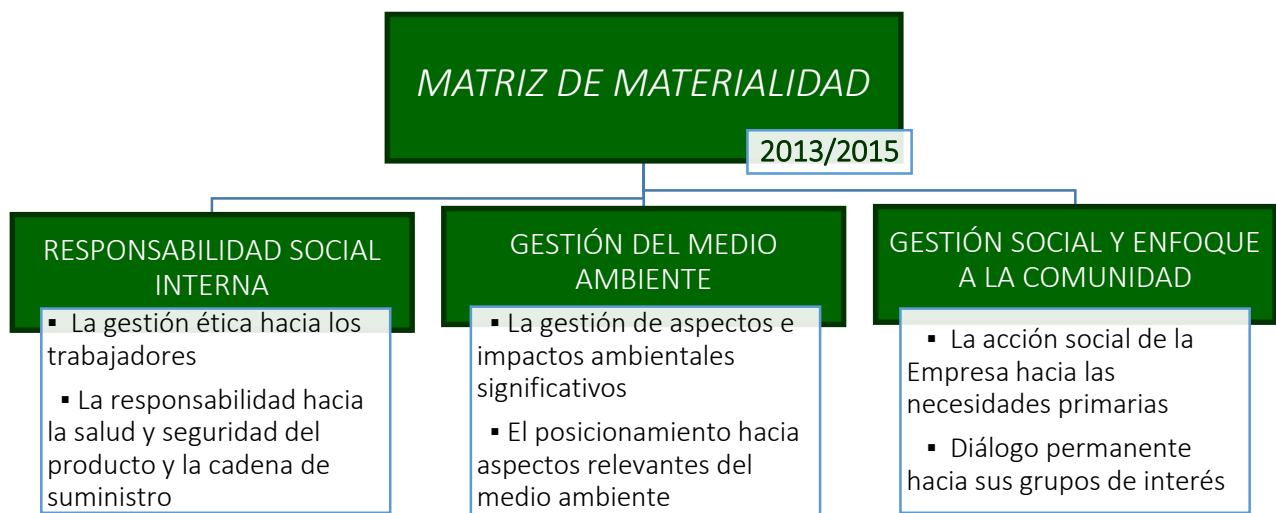 MATRIZ DE MATERIALIDAD
2013/2015
RESPONSABILIDAD SOCIAL
INTERNA
▪ La gestión ética hacia los
trabajadores
▪ La responsabilidad hacia
la salud y seguridad del
producto y la cadena de
suministro
GESTIÓN DEL MEDIO
AMBIENTE
▪ La gestión de aspectos e
impactos ambientales
significativos
▪ El posicionamiento hacia
aspectos relevantes del
medio ambiente
GESTIÓN SOCIAL Y ENFOQUE
A LA COMUNIDAD
▪ La acción social de la
Empresa hacia las
necesidades primarias
▪ Diálogo permanente
hacia sus grupos de interés